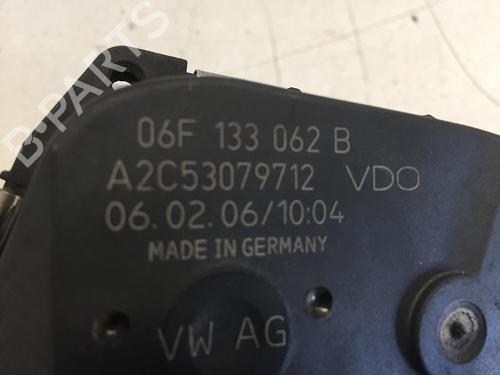 B-PARTS
06F 133 062 B
A2C53079712 VDO
06.02.06/10:04
MADE IN GERMANY
VW AG